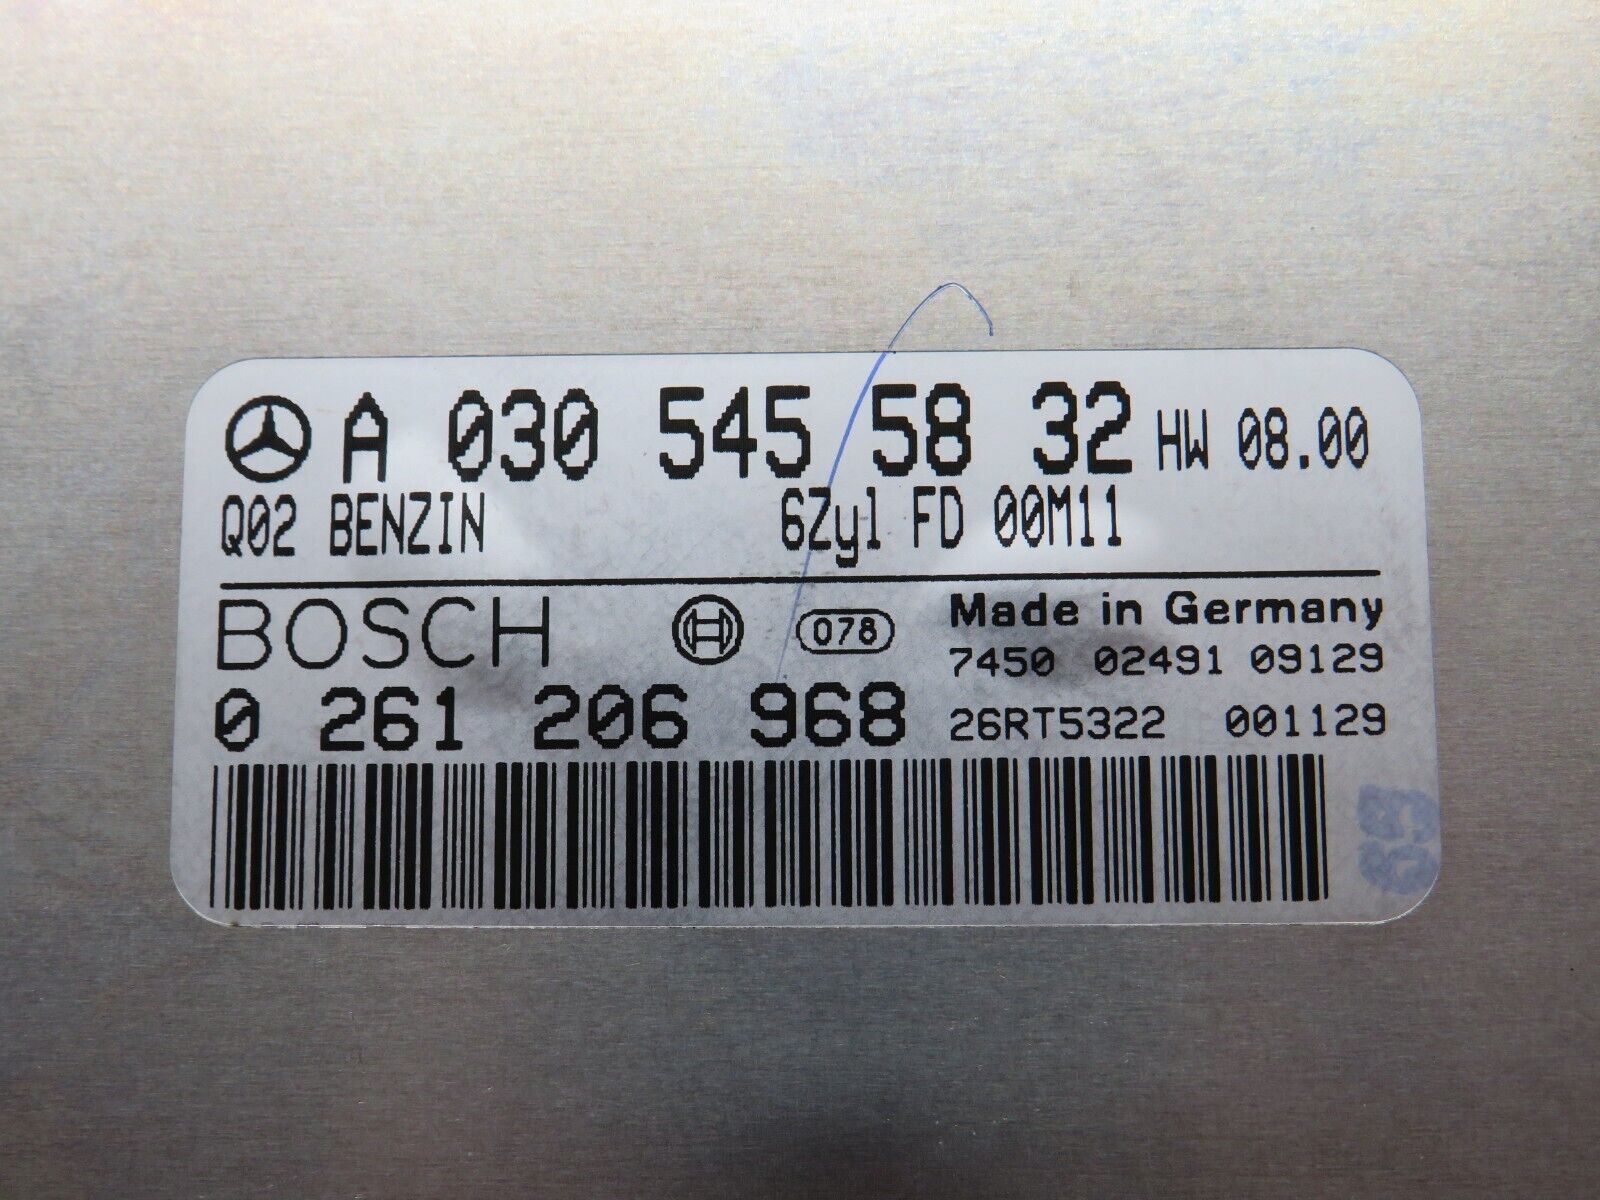 A 030 545 58 32 HW 08.00
Q02 BENZIN 6Zyl FD 00M11
BOSCH 078 Made in Germany
7450 02491 09129
0 261 206 968 26RT5322 001129